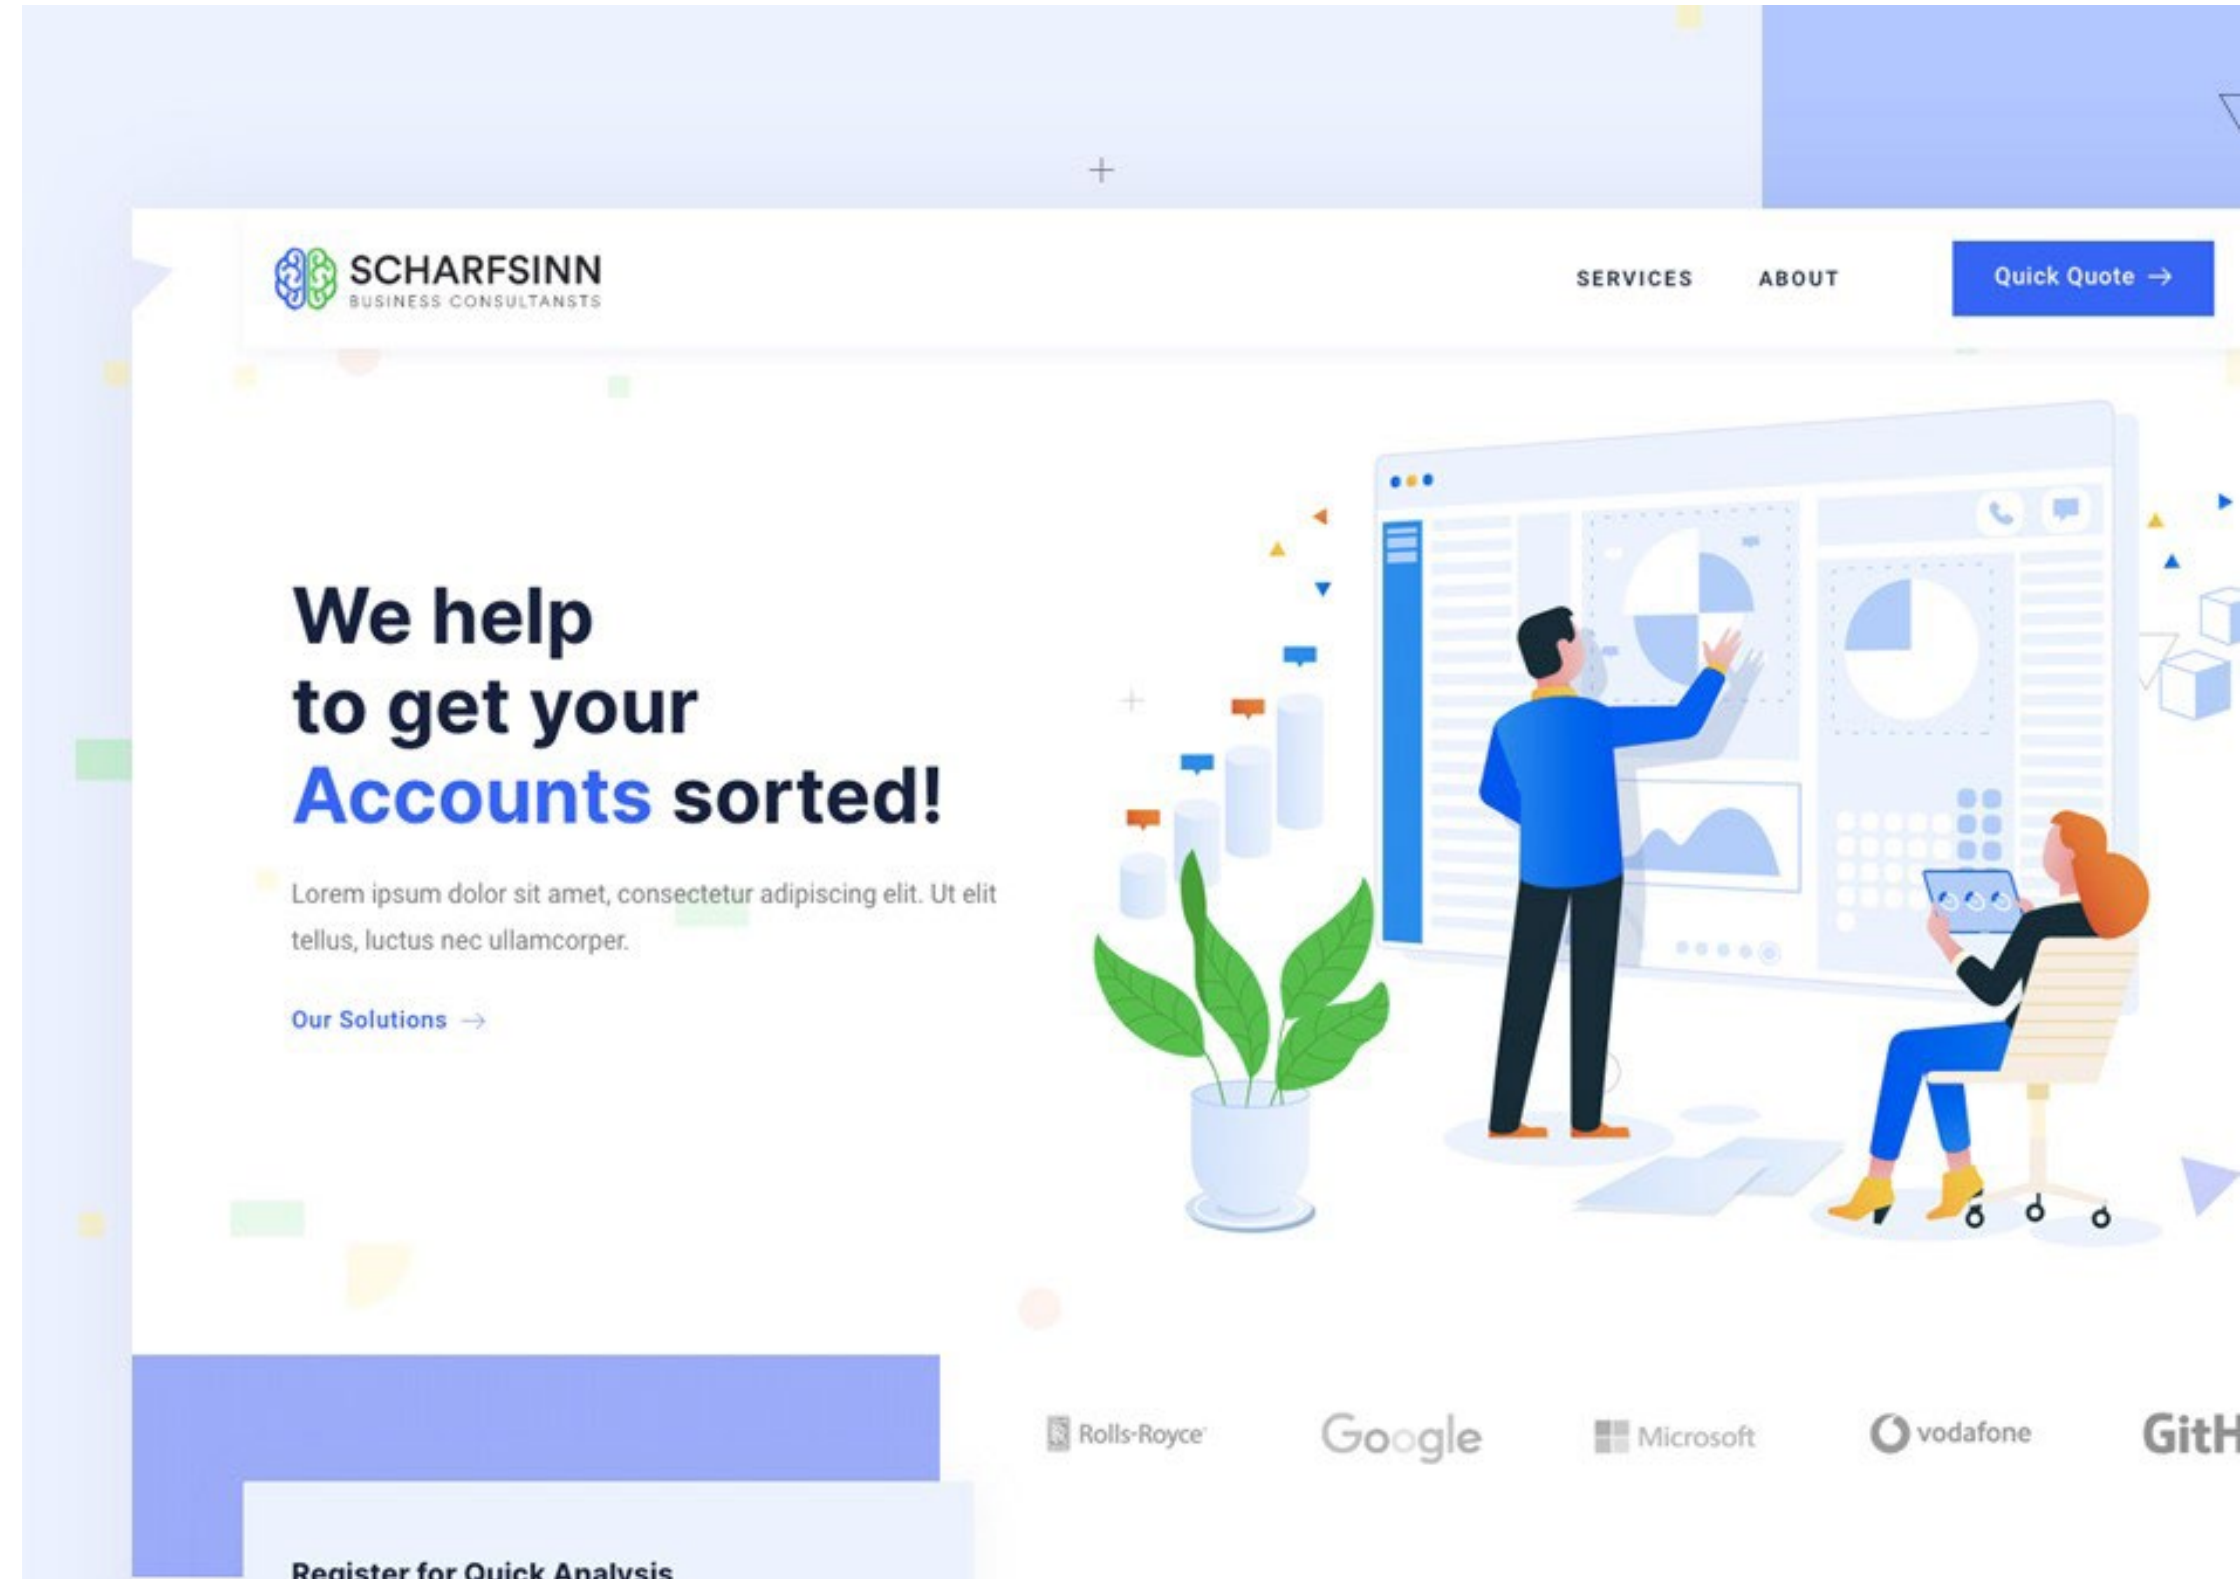 SCHARFSINN
BUSINESS CONSULTANSTS
SERVICES ABOUT Quick Quote →
We help
to get your
Accounts sorted!
Lorem ipsum dolor sit amet, consectetur adipiscing elit. Ut elit
tellus, luctus nec ullamcorper.
Our Solutions →
Rolls-Royce Google Microsoft vodafone GitH
Register for Quick Analysis